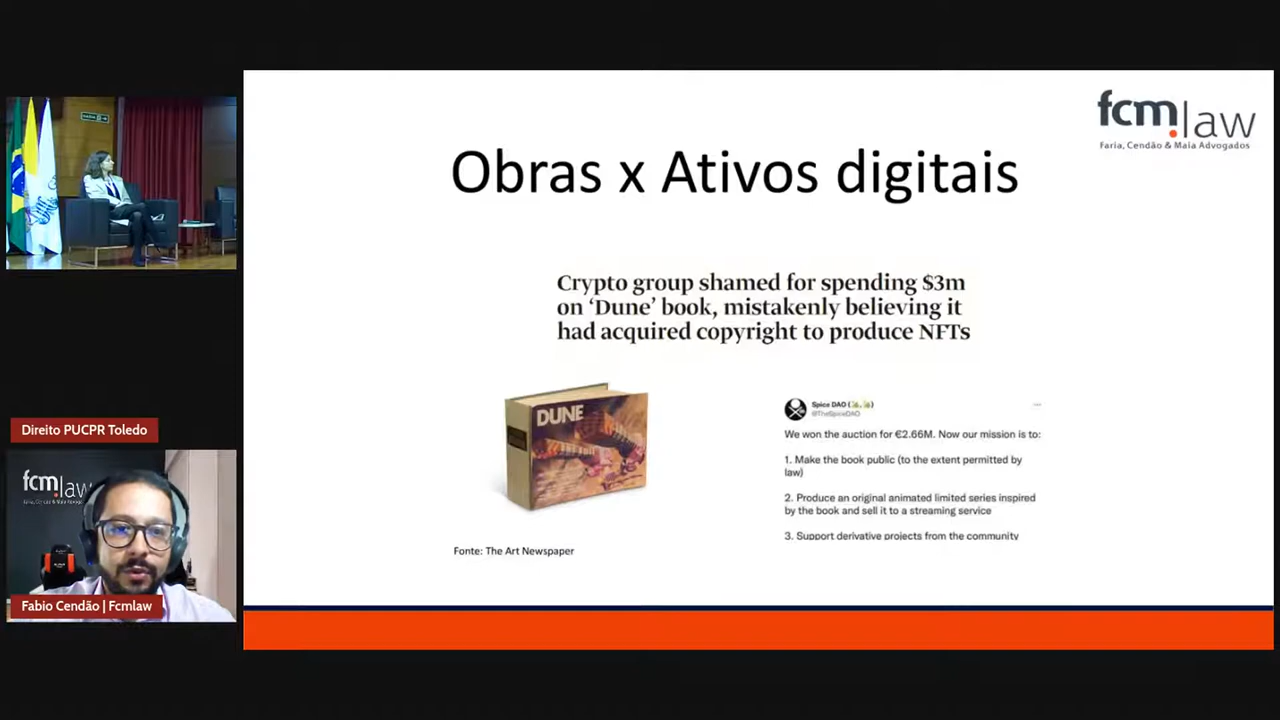 fcm.law
Faria, Cendão & Maia Advogados
Obras x Ativos digitais
Crypto group shamed for spending $3m
on ‘Dune’ book, mistakenly believing it
had acquired copyright to produce NFTs
DUNE
Spice DAO
@TheSpiceDAO
We won the auction for €2.66M. Now our mission is to:
1. Make the book public (to the extent permitted by
law)
2. Produce an original animated limited series inspired
by the book and sell it to a streaming service
3. Support derivative projects from the community
Fonte: The Art Newspaper
Direito PUCPR Toledo
fcm.law
Fabio Cendão | Fcmlaw